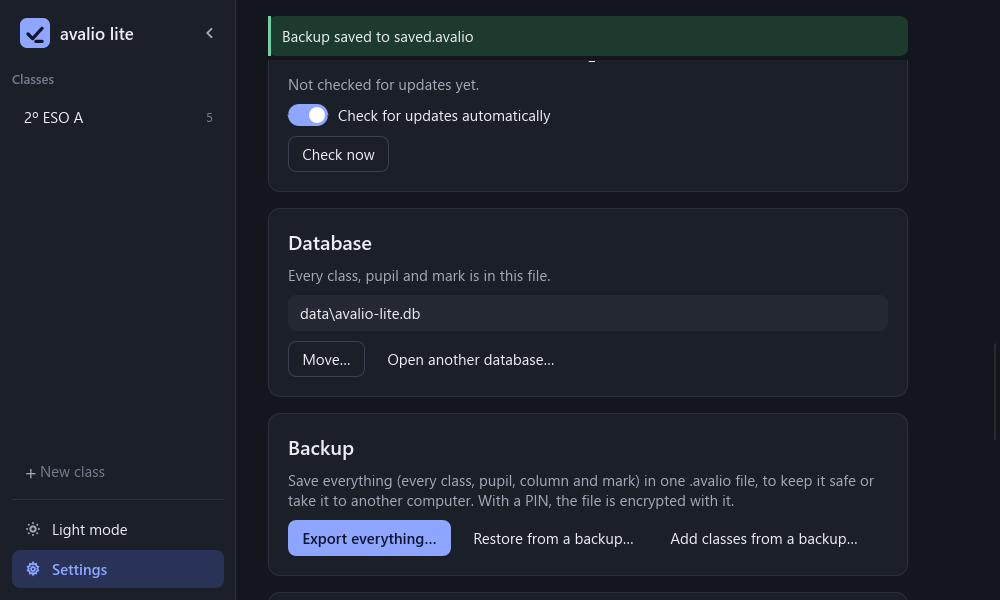 avalio lite
Classes
2º ESO A 5
+ New class
Light mode
Settings
Backup saved to saved.avalio
Not checked for updates yet.
Check for updates automatically
Check now
Database
Every class, pupil and mark is in this file.
data\avalio-lite.db
Move...
Open another database...
Backup
Save everything (every class, pupil, column and mark) in one .avalio file, to keep it safe or
take it to another computer. With a PIN, the file is encrypted with it.
Export everything...
Restore from a backup...
Add classes from a backup...